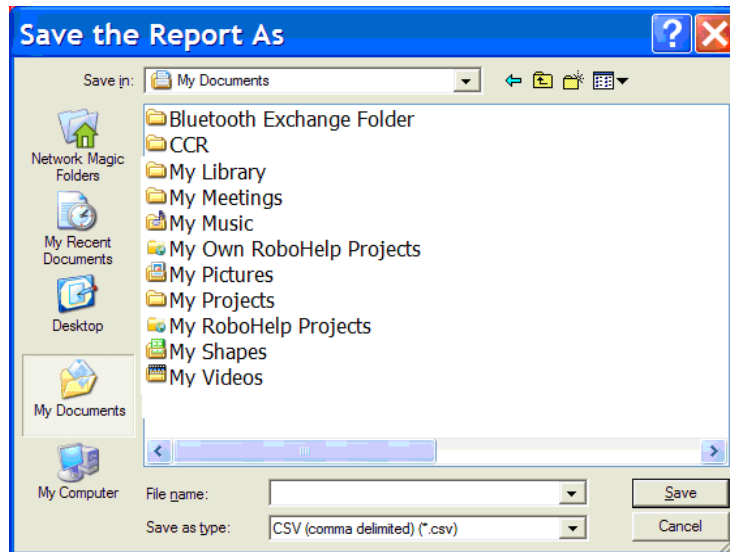 Save the Report As
Save in: My Documents
Network Magic
Folders
My Recent
Documents
Desktop
My Documents
My Computer
Bluetooth Exchange Folder
CCR
My Library
My Meetings
My Music
My Own RoboHelp Projects
My Pictures
My Projects
My RoboHelp Projects
My Shapes
My Videos
File name:
Save
Save as type: CSV (comma delimited) (*.csv)
Cancel